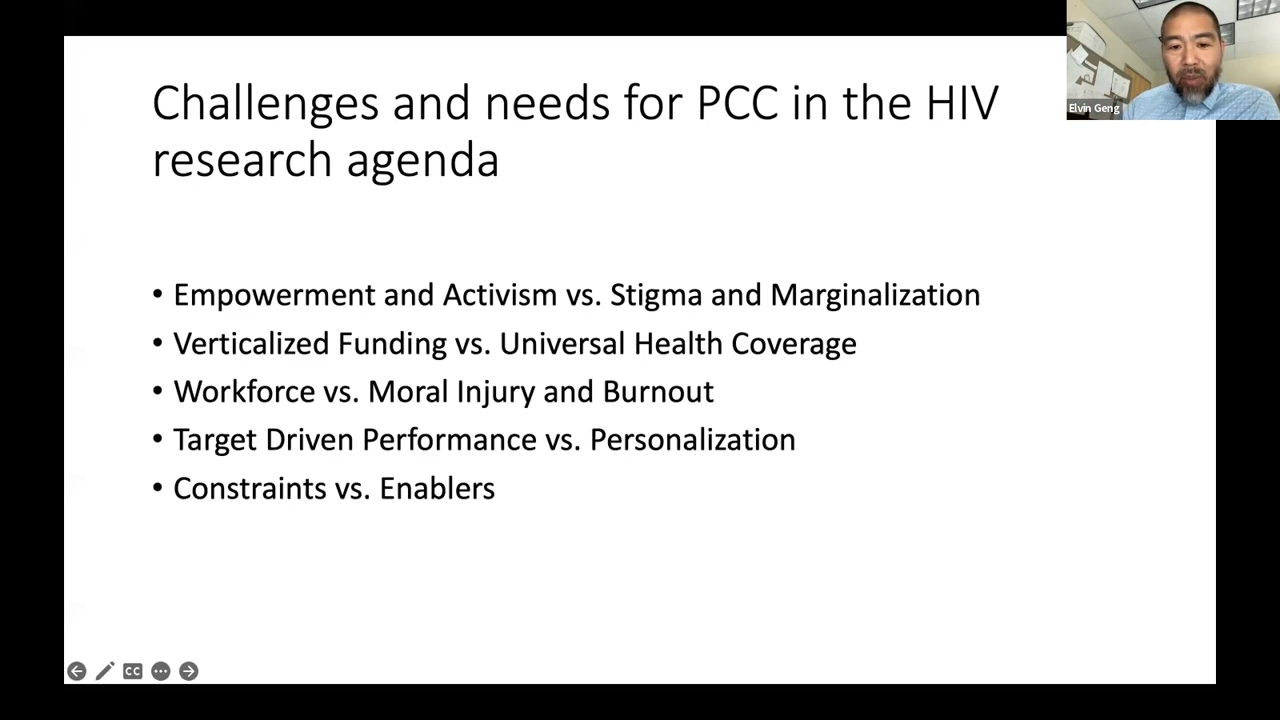 Challenges and needs for PCC in the HIV
research agenda
• Empowerment and Activism vs. Stigma and Marginalization
• Verticalized Funding vs. Universal Health Coverage
• Workforce vs. Moral Injury and Burnout
• Target Driven Performance vs. Personalization
• Constraints vs. Enablers
Elvin Geng
CC